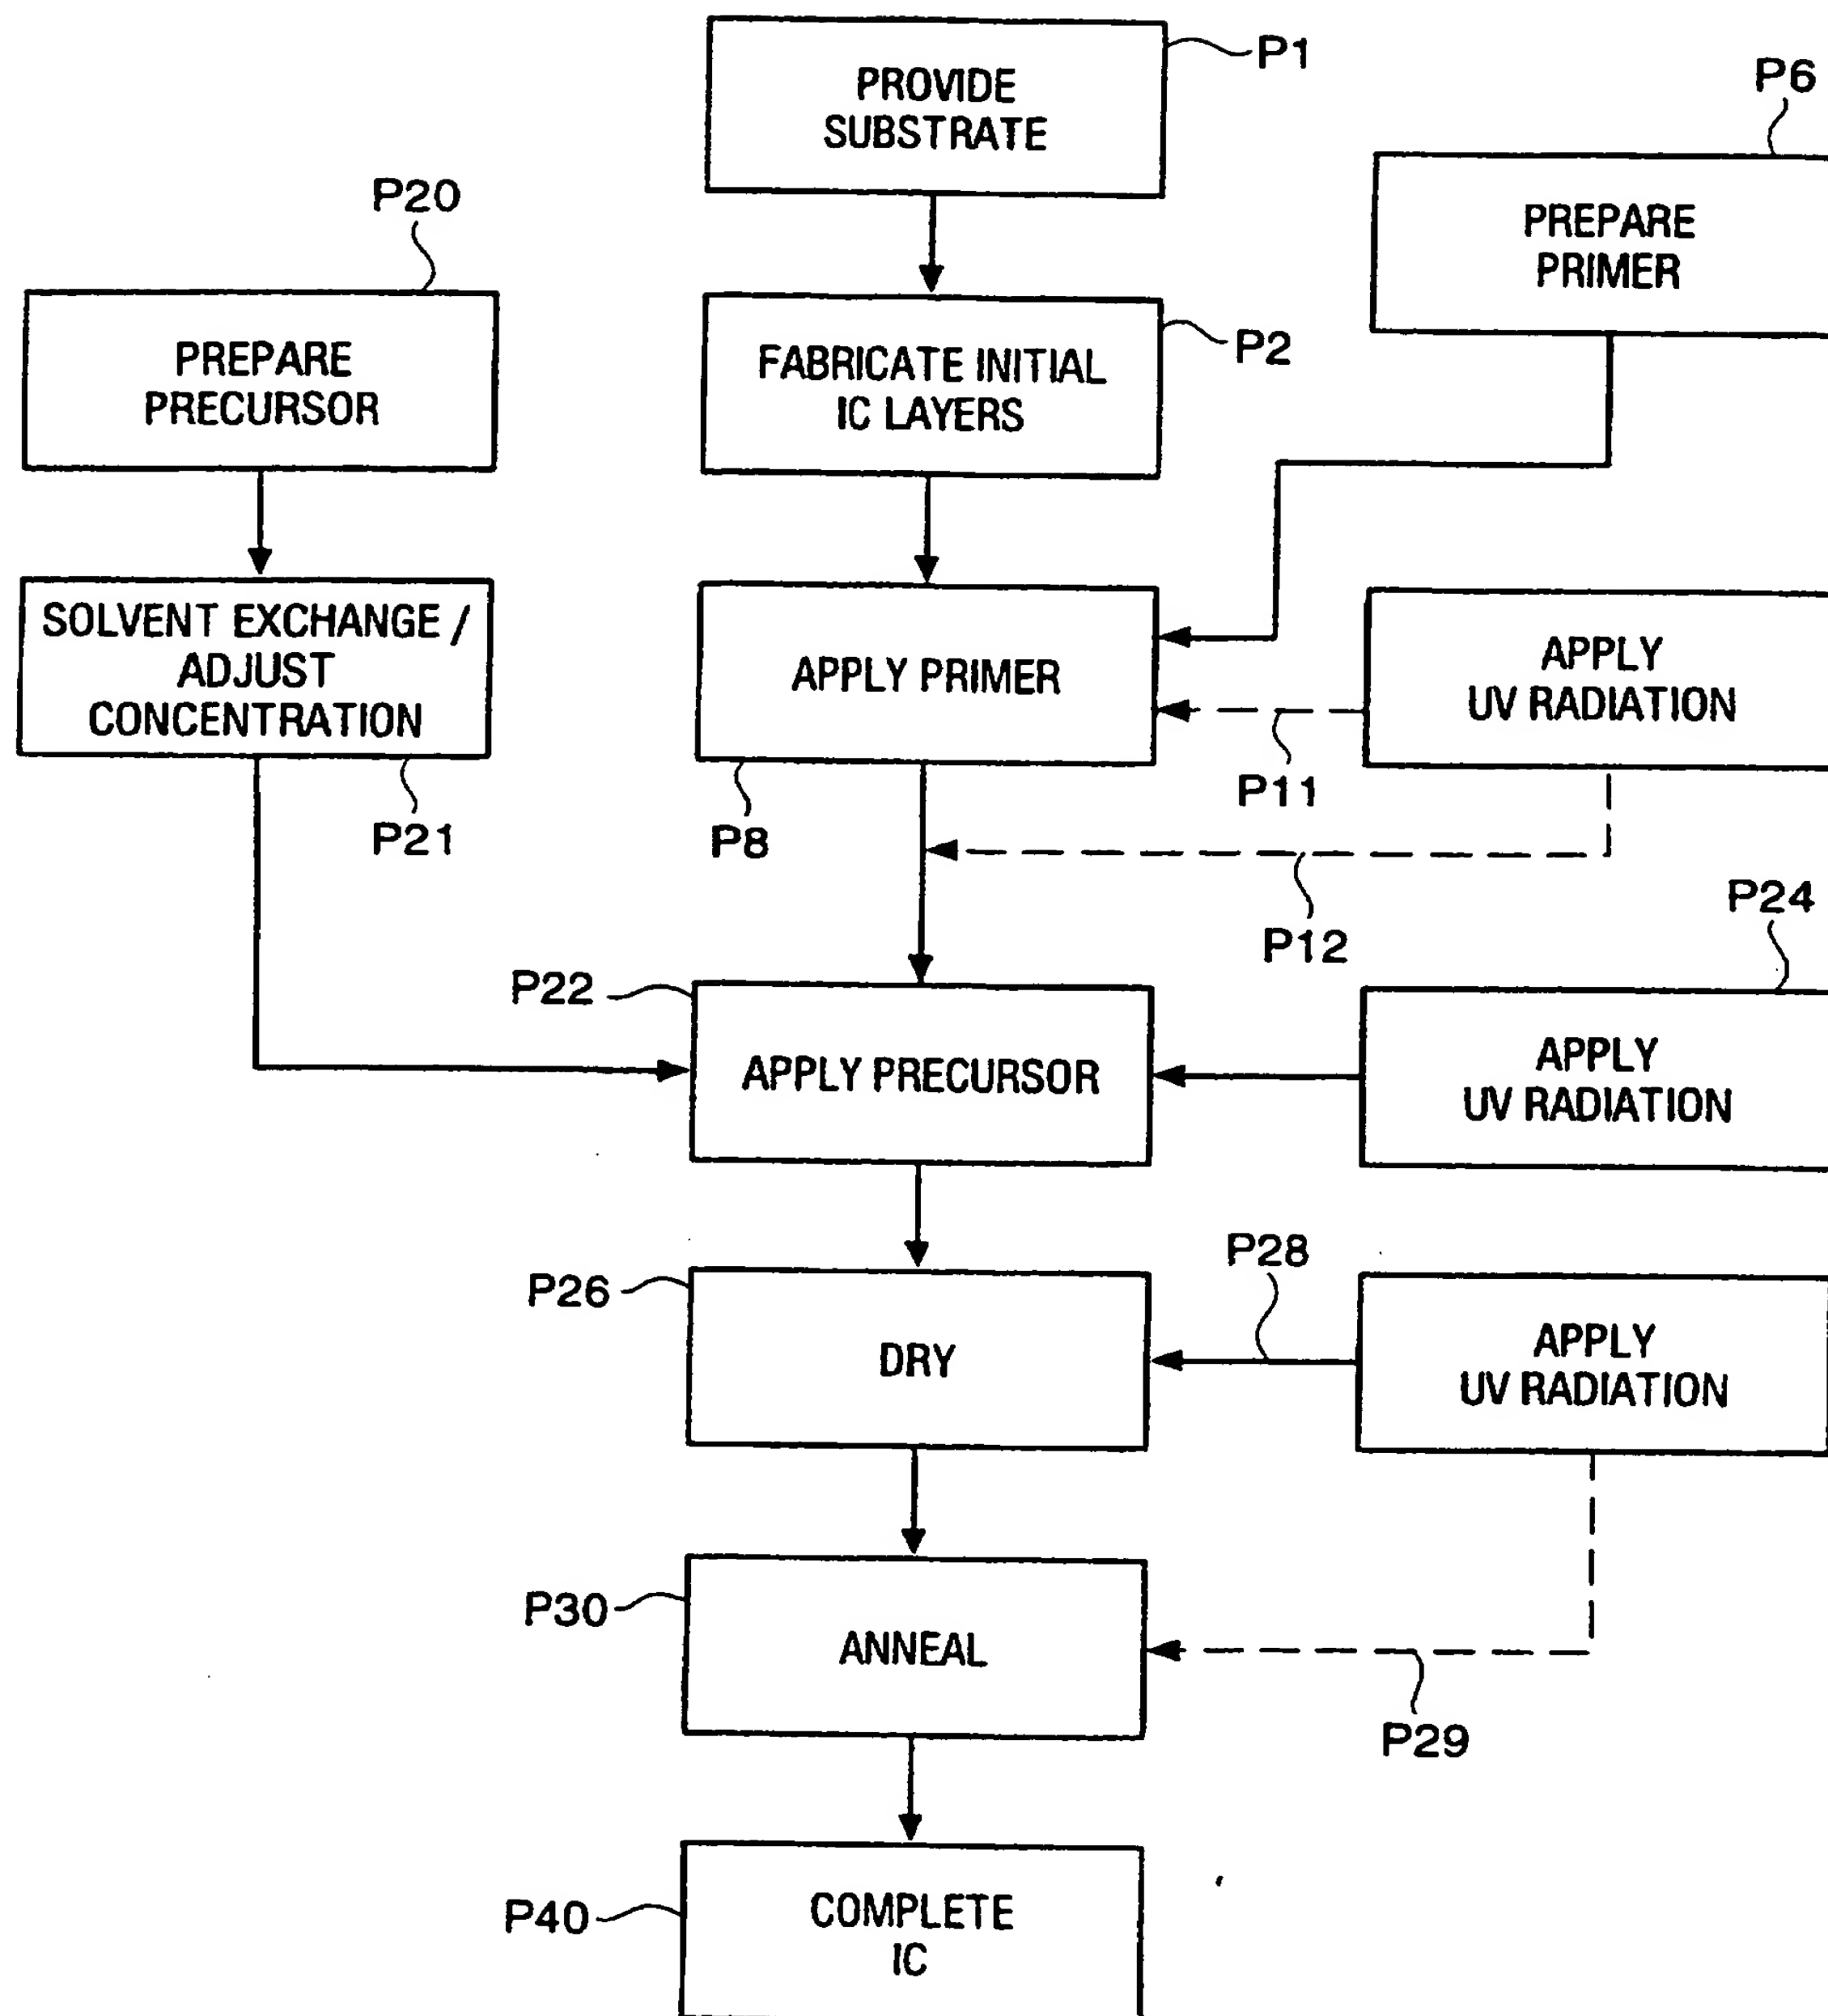 P1
PROVIDE
SUBSTRATE
P6
PREPARE
PRIMER
P20
PREPARE
PRECURSOR
P2
FABRICATE INITIAL
IC LAYERS
SOLVENT EXCHANGE /
ADJUST
CONCENTRATION
P21
APPLY PRIMER
P8
APPLY
UV RADIATION
P11
P12
P24
P22
APPLY PRECURSOR
APPLY
UV RADIATION
P28
P26
DRY
APPLY
UV RADIATION
P30
ANNEAL
P29
P40
COMPLETE
IC